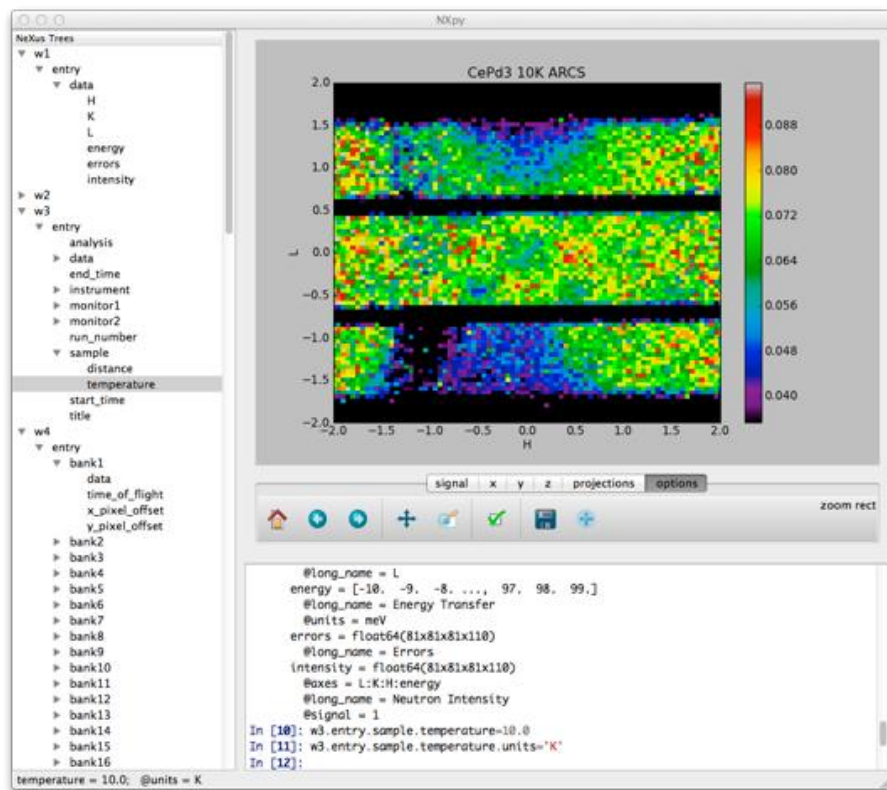 NXpy
NeXus Trees
w1
entry
data
H
K
L
energy
errors
intensity
w2
w3
entry
analysis
data
end_time
instrument
monitor1
monitor2
run_number
sample
distance
temperature
start_time
title
w4
entry
bank1
data
time_of_flight
x_pixel_offset
y_pixel_offset
bank2
bank3
bank4
bank5
bank6
bank7
bank8
bank9
bank10
bank11
bank12
bank13
bank14
bank15
bank16
CePd3 10K ARCS
2.0
1.5
1.0
0.5
0.0
−0.5
−1.0
−1.5
−2.0
L
−2.0 −1.5 −1.0 −0.5 0.0 0.5 1.0 1.5 2.0
H
0.088
0.080
0.072
0.064
0.056
0.048
0.040
signal x y z projections options
zoom rect
@long_name = L
energy = [-10. -9. -8. ..., 97. 98. 99.]
@long_name = Energy Transfer
@units = meV
errors = float64(81x81x81x110)
@long_name = Errors
intensity = float64(81x81x81x110)
@axes = L:K:H:energy
@long_name = Neutron Intensity
@signal = 1
In [10]: w3.entry.sample.temperature=10.0
In [11]: w3.entry.sample.temperature.units='K'
In [12]:
temperature = 10.0; @units = K